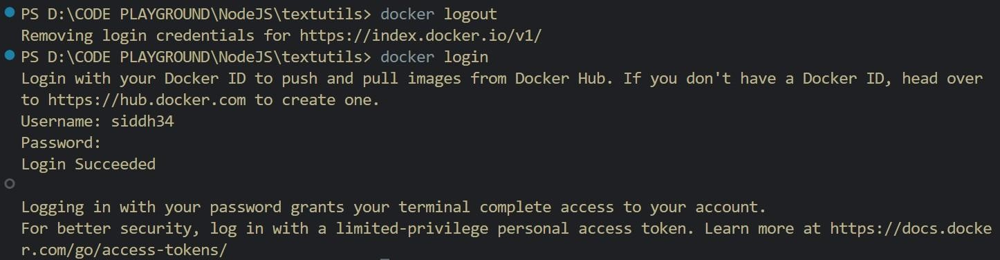 PS D:\CODE PLAYGROUND\NodeJS\textutils> docker logout
Removing login credentials for https://index.docker.io/v1/
PS D:\CODE PLAYGROUND\NodeJS\textutils> docker login
Login with your Docker ID to push and pull images from Docker Hub. If you don't have a Docker ID, head over
to https://hub.docker.com to create one.
Username: siddh34
Password:
Login Succeeded
Logging in with your password grants your terminal complete access to your account.
For better security, log in with a limited-privilege personal access token. Learn more at https://docs.docke
r.com/go/access-tokens/